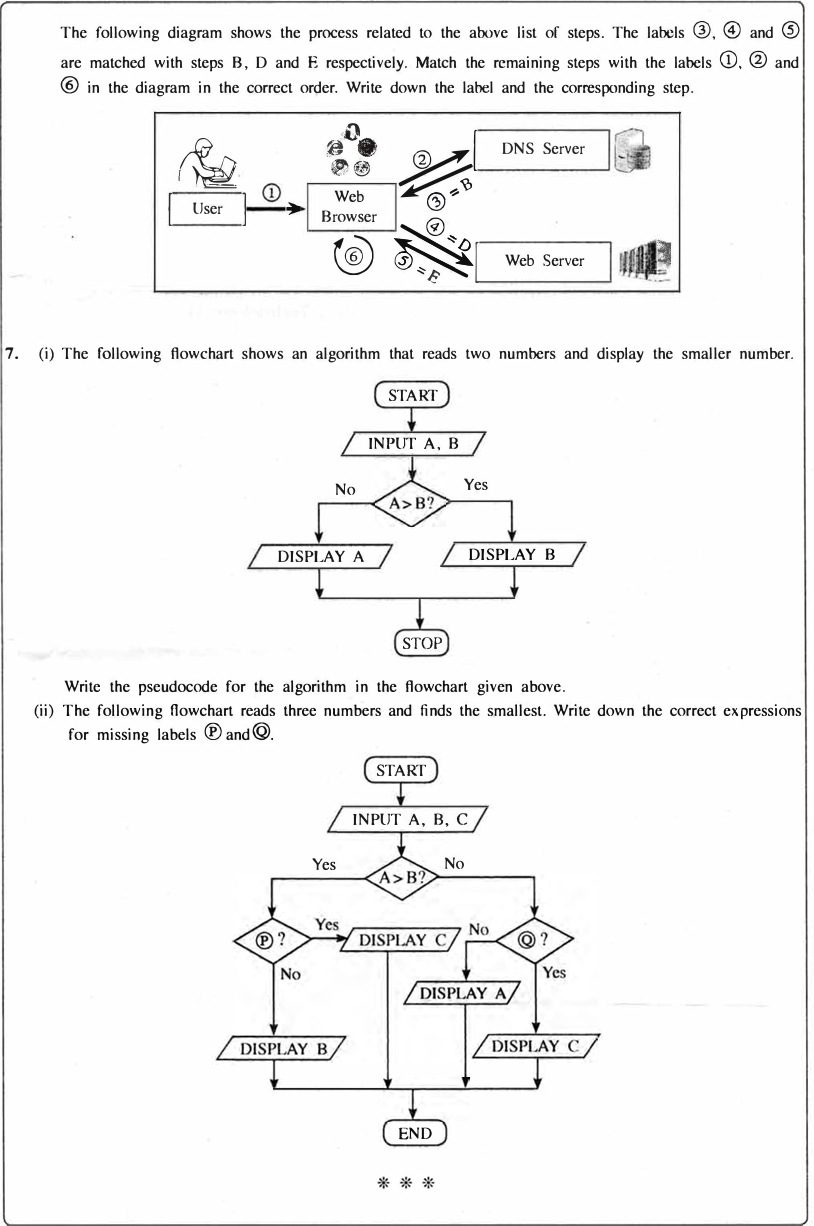 The following diagram shows the process related to the above list of steps. The labels ③, ④ and ⑤
are matched with steps B, D and E respectively. Match the remaining steps with the labels ①, ② and
⑥ in the diagram in the correct order. Write down the label and the corresponding step.
User
①
Web
Browser
②
DNS Server
③ = B
④ = D
⑤ = E
⑥
Web Server
7. (i) The following flowchart shows an algorithm that reads two numbers and display the smaller number.
START
INPUT A, B
No
A > B?
Yes
DISPLAY A
DISPLAY B
STOP
Write the pseudocode for the algorithm in the flowchart given above.
(ii) The following flowchart reads three numbers and finds the smallest. Write down the correct expressions
for missing labels Ⓟ and Ⓠ.
START
INPUT A, B, C
Yes
A > B?
No
Ⓟ ?
Yes
DISPLAY C
No
Ⓠ ?
No
Yes
DISPLAY A
DISPLAY B
DISPLAY C
END
* * *